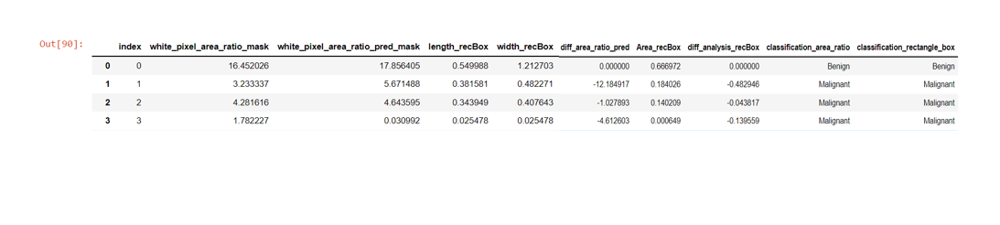 Out[90]:
index white_pixel_area_ratio_mask white_pixel_area_ratio_pred_mask length_recBox width_recBox diff_area_ratio_pred Area_recBox diff_analysis_recBox classification_area_ratio classification_rectangle_box
0 0 16.452026 17.856405 0.549988 1.212703 0.000000 0.666972 0.000000 Benign Benign
1 1 3.233337 5.671488 0.381581 0.482271 -12.184917 0.184026 -0.482946 Malignant Malignant
2 2 4.281616 4.643595 0.343949 0.407643 -1.027893 0.140209 -0.043817 Malignant Malignant
3 3 1.782227 0.030992 0.025478 0.025478 -4.612603 0.000649 -0.139559 Malignant Malignant